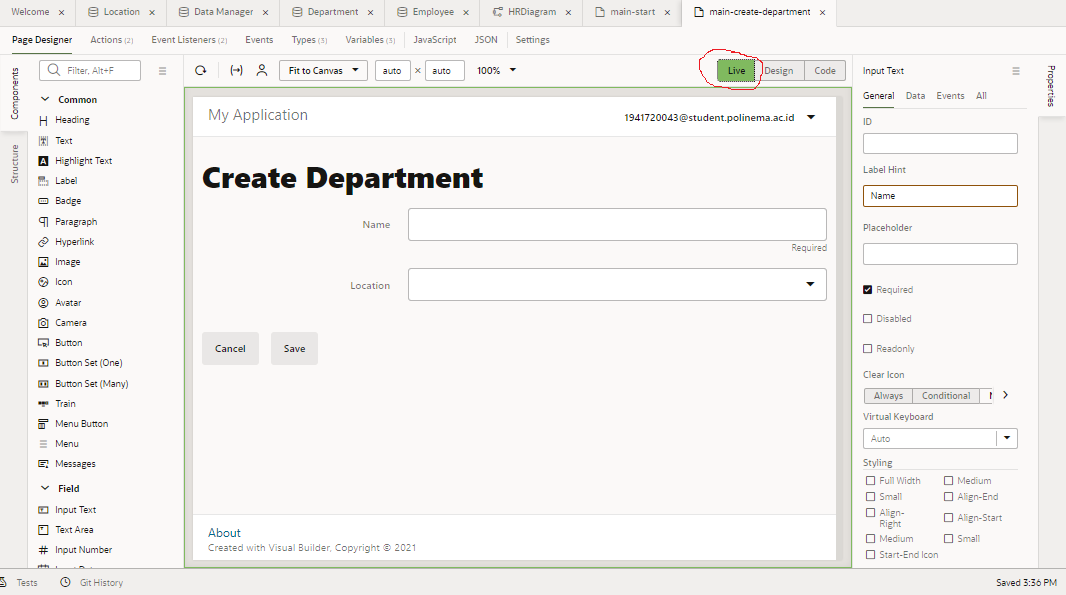 Welcome × Location × Data Manager × Department × Employee × HRDiagram × main-start × main-create-department ×
Page Designer Actions (2) Event Listeners (2) Events Types (3) Variables (3) JavaScript JSON Settings
Components
Structure
Filter, Alt+F
Fit to Canvas auto × auto 100% Live Design Code
Common
Heading
Text
Highlight Text
Label
Badge
Paragraph
Hyperlink
Image
Icon
Avatar
Camera
Button
Button Set (One)
Button Set (Many)
Train
Menu Button
Menu
Messages
Field
Input Text
Text Area
Input Number
My Application 1941720043@student.polinema.ac.id
Create Department
Name
Required
Location
Cancel Save
About
Created with Visual Builder, Copyright © 2021
Input Text
Properties
General Data Events All
ID
Label Hint
Name
Placeholder
Required
Disabled
Readonly
Clear Icon
Always Conditional
Virtual Keyboard
Auto
Styling
Full Width Medium
Small Align-End
Align-
Right Align-Start
Medium Small
Start-End Icon
Tests Git History Saved 3:36 PM